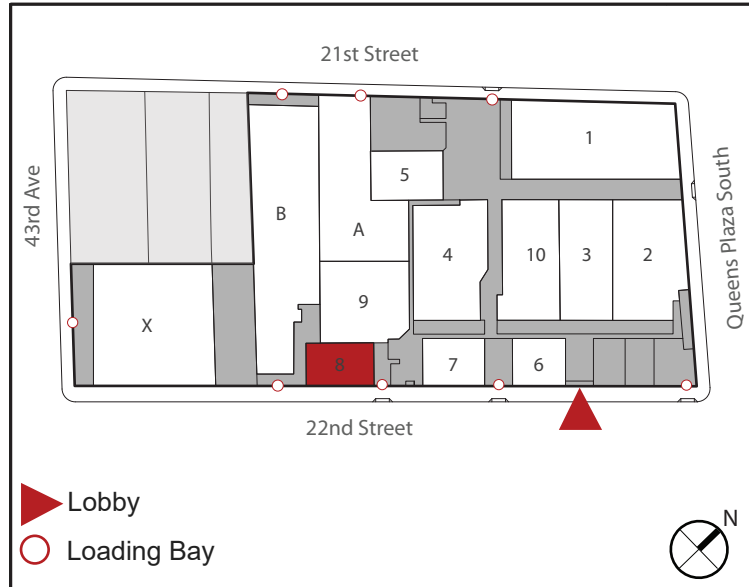 21st Street
43rd Ave
Queens Plaza South
1
5
B
A
4
10
3
2
9
X
8
7
6
22nd Street
Lobby
Loading Bay
N